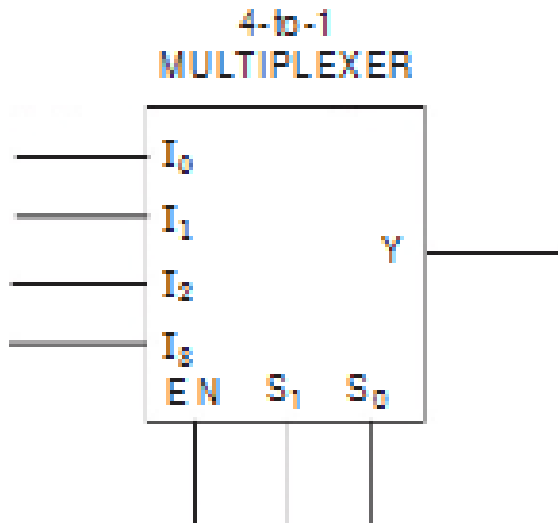 4-to-1
MULTIPLEXER
I0
I1
Y
I2
I3
EN S1 S0